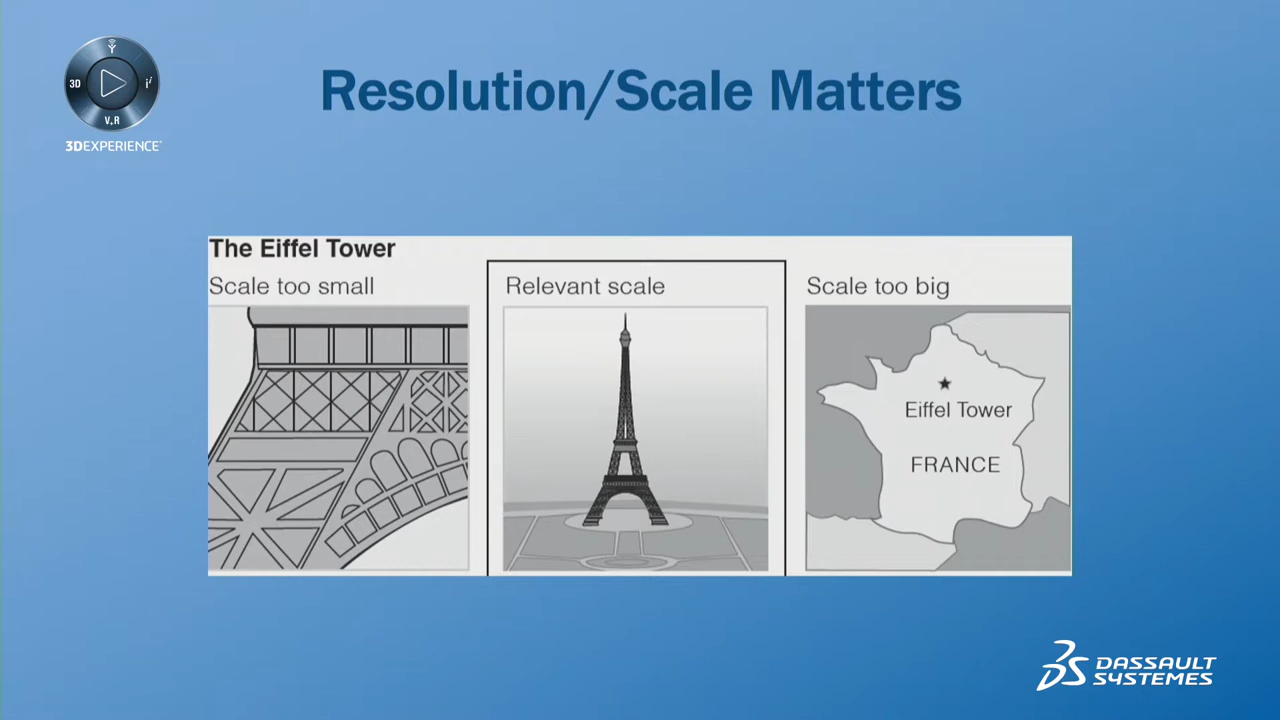 Resolution/Scale Matters
3D
i
V,R
3DEXPERIENCE
The Eiffel Tower
Scale too small
Relevant scale
Scale too big
Eiffel Tower
FRANCE
DASSAULT
SYSTEMES